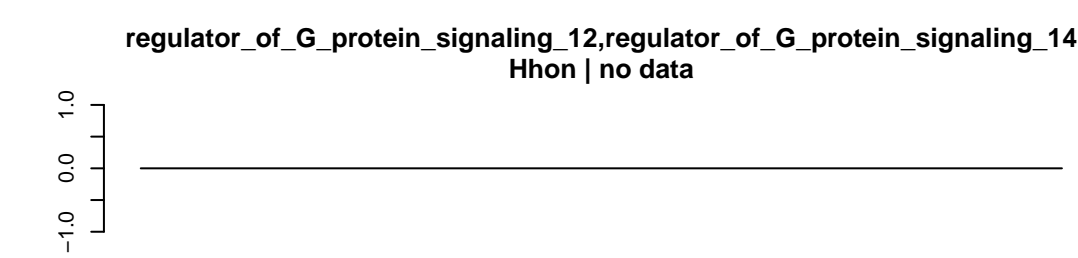 regulator_of_G_protein_signaling_12,regulator_of_G_protein_signaling_14
Hhon | no data
1.0
0.0
−1.0